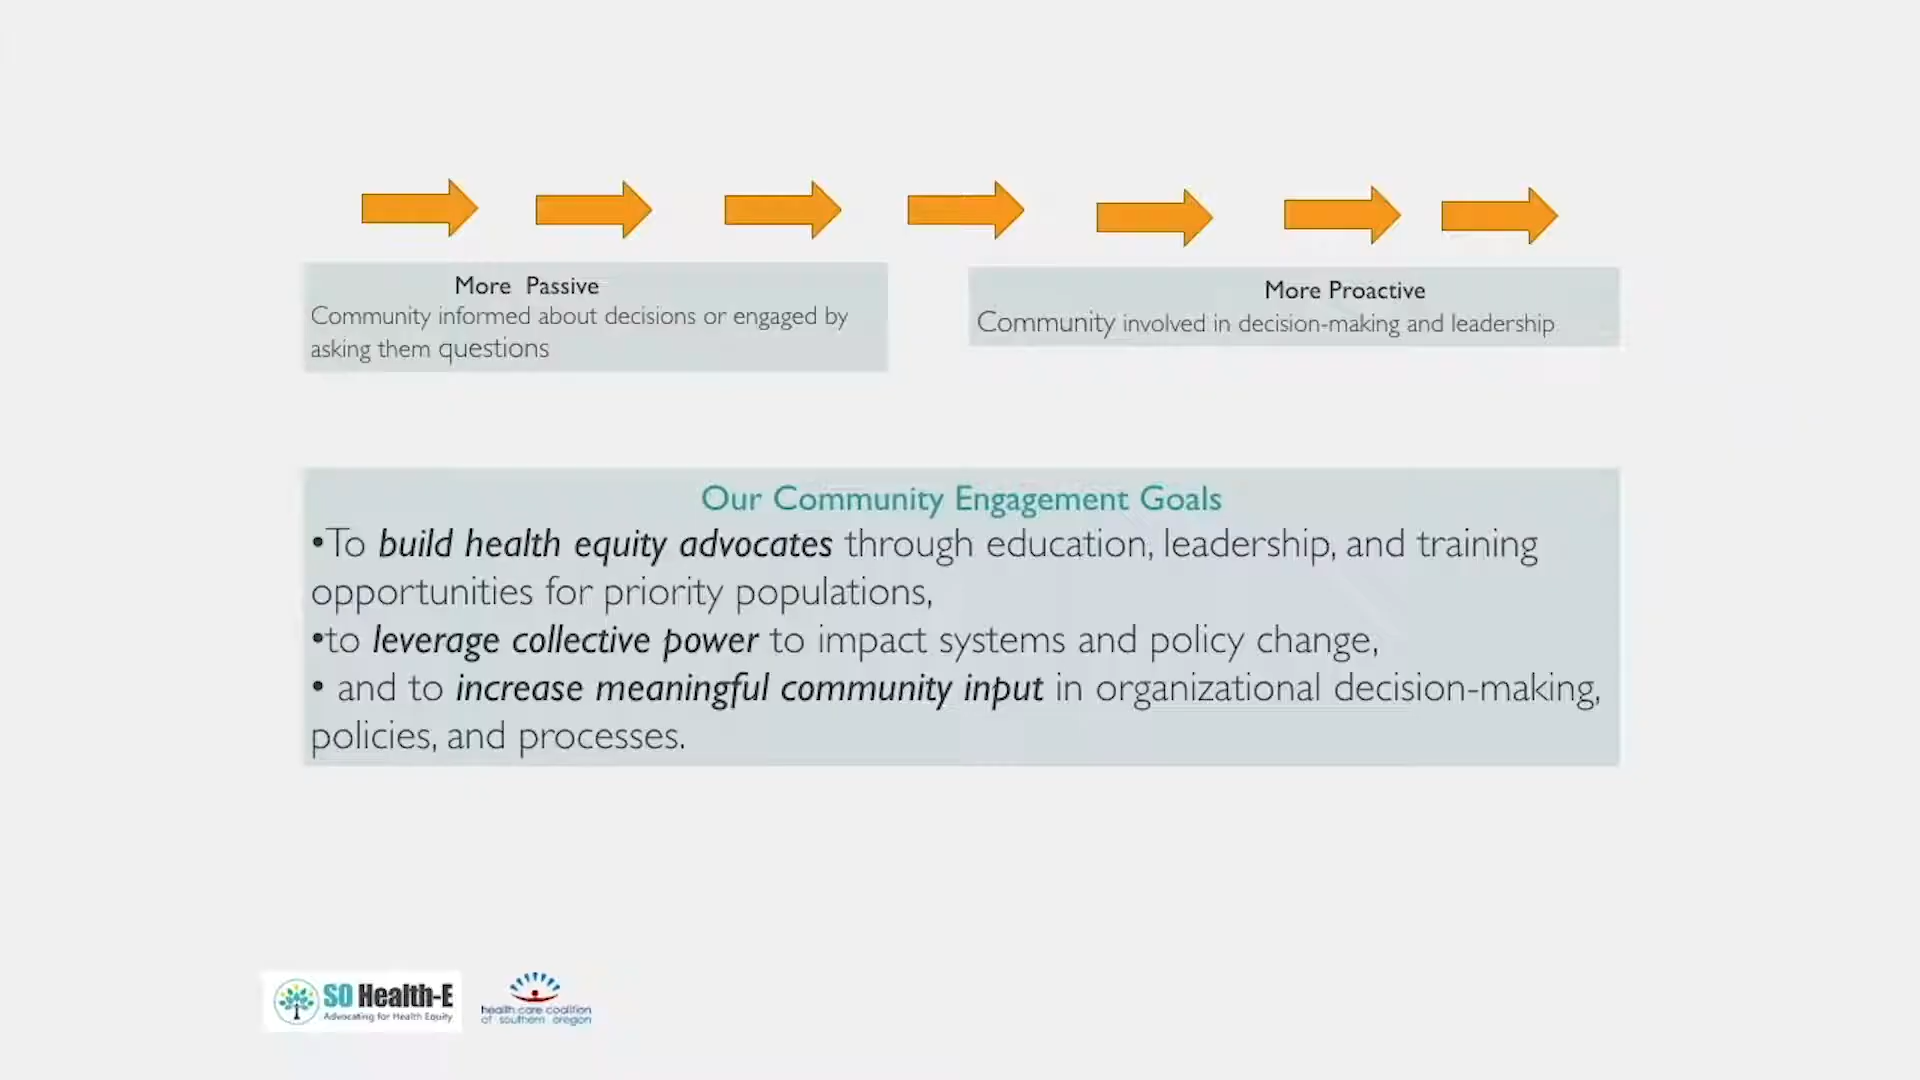 More Passive
Community informed about decisions or engaged by
asking them questions
More Proactive
Community involved in decision-making and leadership
Our Community Engagement Goals
•To build health equity advocates through education, leadership, and training
opportunities for priority populations,
•to leverage collective power to impact systems and policy change,
• and to increase meaningful community input in organizational decision-making,
policies, and processes.
SO Health-E
Advocating for Health Equity
health care coalition
of southern oregon